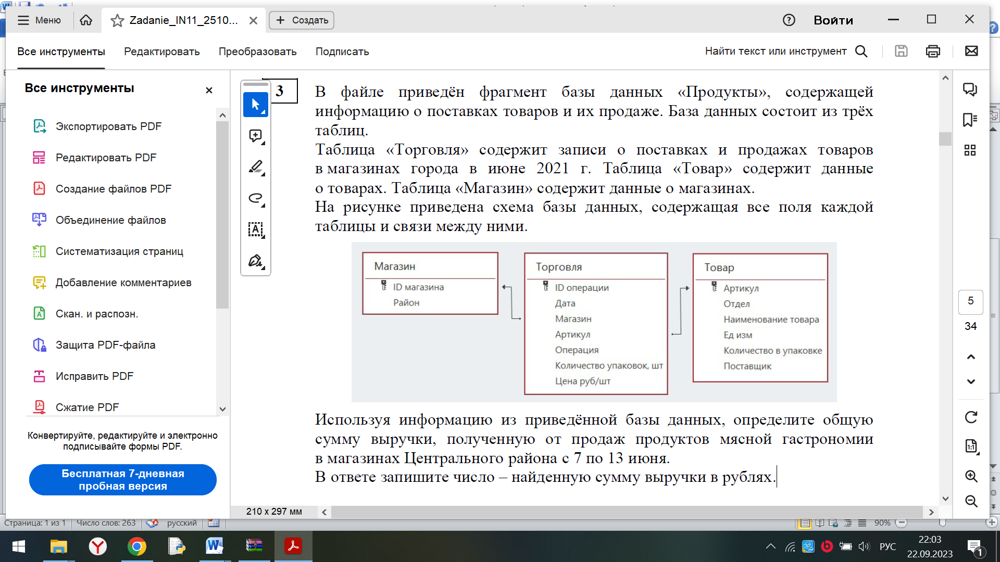 Меню
Zadanie_IN11_2510...
Создать
Войти
Все инструменты
Редактировать
Преобразовать
Подписать
Найти текст или инструмент
Все инструменты
Экспортировать PDF
Редактировать PDF
Создание файлов PDF
Объединение файлов
Систематизация страниц
Добавление комментариев
Скан. и распозн.
Защита PDF-файла
Исправить PDF
Сжатие PDF
Конвертируйте, редактируйте и электронно
подписывайте формы PDF.
Бесплатная 7-дневная
пробная версия
3
В файле приведён фрагмент базы данных «Продукты», содержащей
информацию о поставках товаров и их продаже. База данных состоит из трёх
таблиц.
Таблица «Торговля» содержит записи о поставках и продажах товаров
в магазинах города в июне 2021 г. Таблица «Товар» содержит данные
о товарах. Таблица «Магазин» содержит данные о магазинах.
На рисунке приведена схема базы данных, содержащая все поля каждой
таблицы и связи между ними.
Магазин
ID магазина
Район
Торговля
ID операции
Дата
Магазин
Артикул
Операция
Количество упаковок, шт
Цена руб/шт
Товар
Артикул
Отдел
Наименование товара
Ед изм
Количество в упаковке
Поставщик
Используя информацию из приведённой базы данных, определите общую
сумму выручки, полученную от продаж продуктов мясной гастрономии
в магазинах Центрального района с 7 по 13 июня.
В ответе запишите число – найденную сумму выручки в рублях.
5
34
1:1
210 x 297 мм
Страница: 1 из 1
Число слов: 263
русский
90%
РУС
22:03
22.09.2023
1